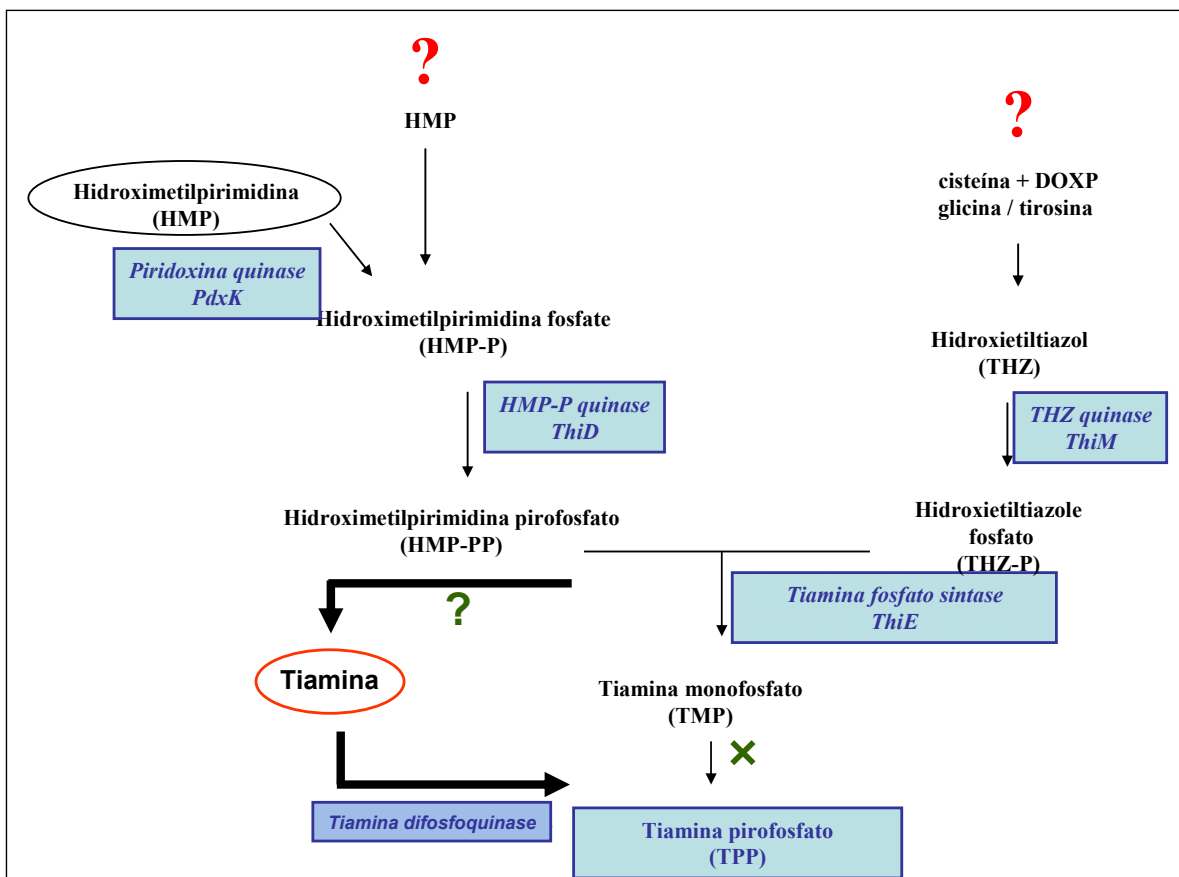 ?
HMP
?
Hidroximetilpirimidina
(HMP)
cisteína + DOXP
glicina / tirosina
Piridoxina quinase
PdxK
Hidroximetilpirimidina fosfate
(HMP-P)
Hidroxietiltiazol
(THZ)
HMP-P quinase
ThiD
THZ quinase
ThiM
Hidroximetilpirimidina pirofosfato
(HMP-PP)
Hidroxietiltiazole
fosfato
(THZ-P)
?
Tiamina fosfato sintase
ThiE
Tiamina
Tiamina monofosfato
(TMP)
×
Tiamina difosfoquinase
Tiamina pirofosfato
(TPP)